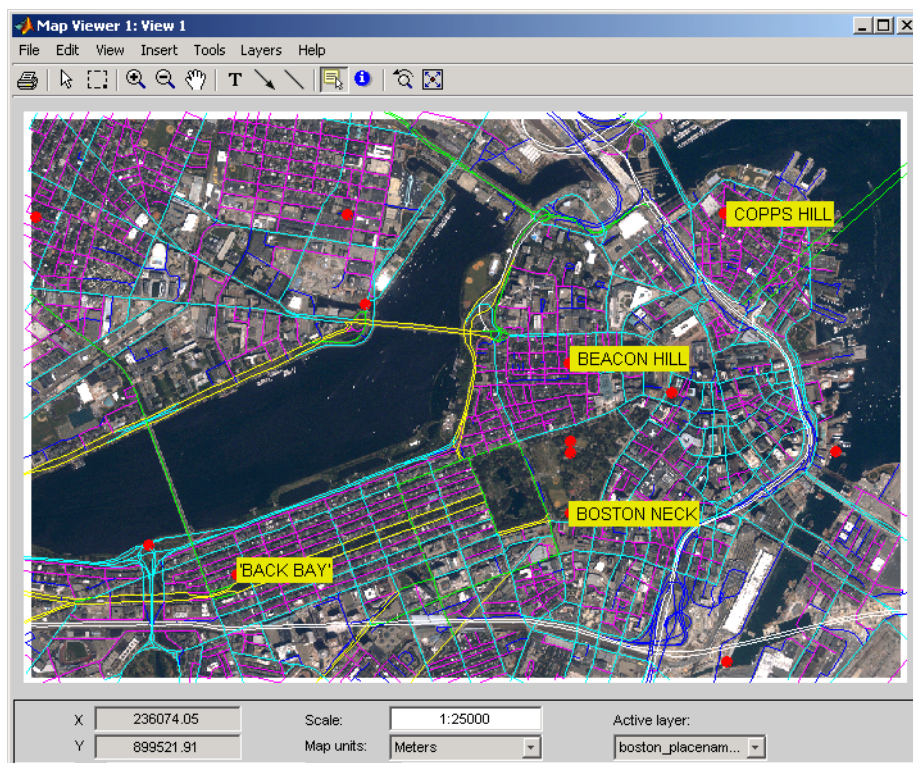 Map Viewer 1: View 1
File Edit View Insert Tools Layers Help
T
COPPS HILL
BEACON HILL
BOSTON NECK
'BACK BAY'
X 236074.05 Scale: 1:25000 Active layer:
Y 899521.91 Map units: Meters boston_placenam...